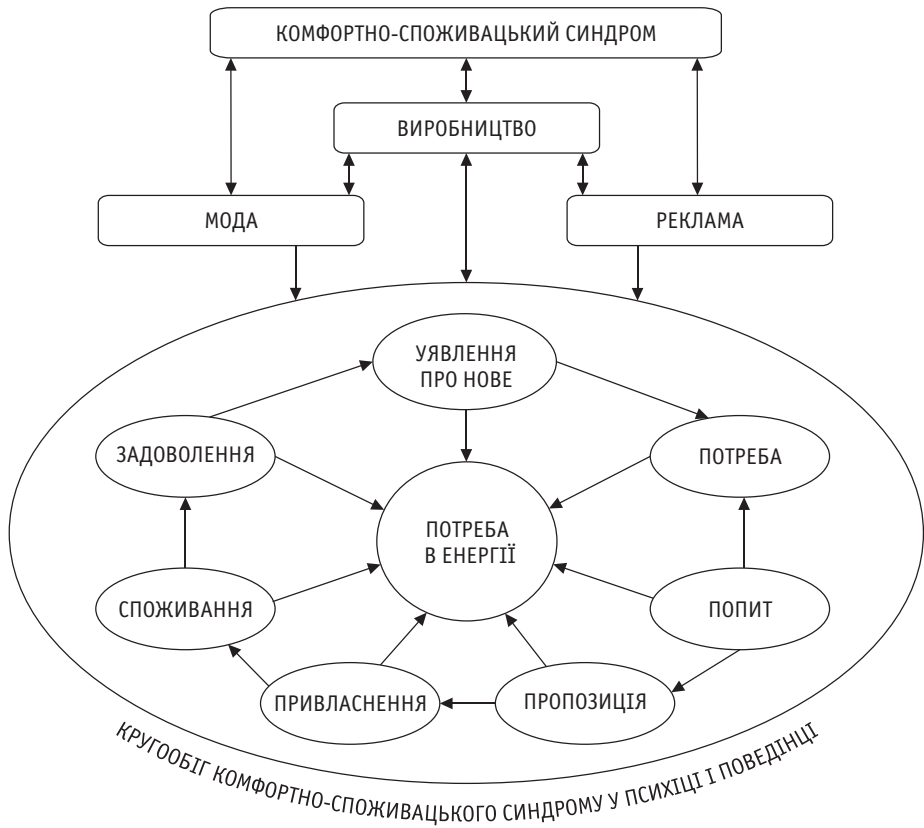 КОМФОРТНО-СПОЖИВАЦЬКИЙ СИНДРОМ
ВИРОБНИЦТВО
МОДА
РЕКЛАМА
УЯВЛЕННЯ
ПРО НОВЕ
ЗАДОВОЛЕННЯ
ПОТРЕБА
ПОТРЕБА
В ЕНЕРГІЇ
СПОЖИВАННЯ
ПОПИТ
ПРИВЛАСНЕННЯ
ПРОПОЗИЦІЯ
КРУГООБІГ КОМФОРТНО-СПОЖИВАЦЬКОГО СИНДРОМУ У ПСИХІЦІ І ПОВЕДІНЦІ